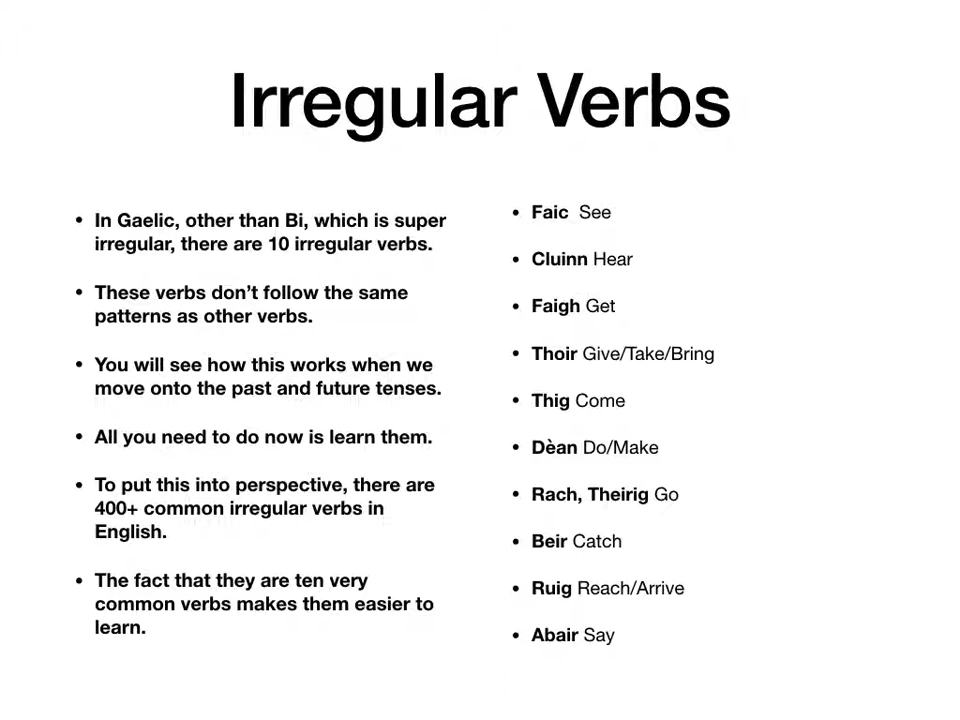 Irregular Verbs
• In Gaelic, other than Bi, which is super
irregular, there are 10 irregular verbs.
• These verbs don’t follow the same
patterns as other verbs.
• You will see how this works when we
move onto the past and future tenses.
• All you need to do now is learn them.
• To put this into perspective, there are
400+ common irregular verbs in
English.
• The fact that they are ten very
common verbs makes them easier to
learn.
• Faic See
• Cluinn Hear
• Faigh Get
• Thoir Give/Take/Bring
• Thig Come
• Dèan Do/Make
• Rach, Theirig Go
• Beir Catch
• Ruig Reach/Arrive
• Abair Say